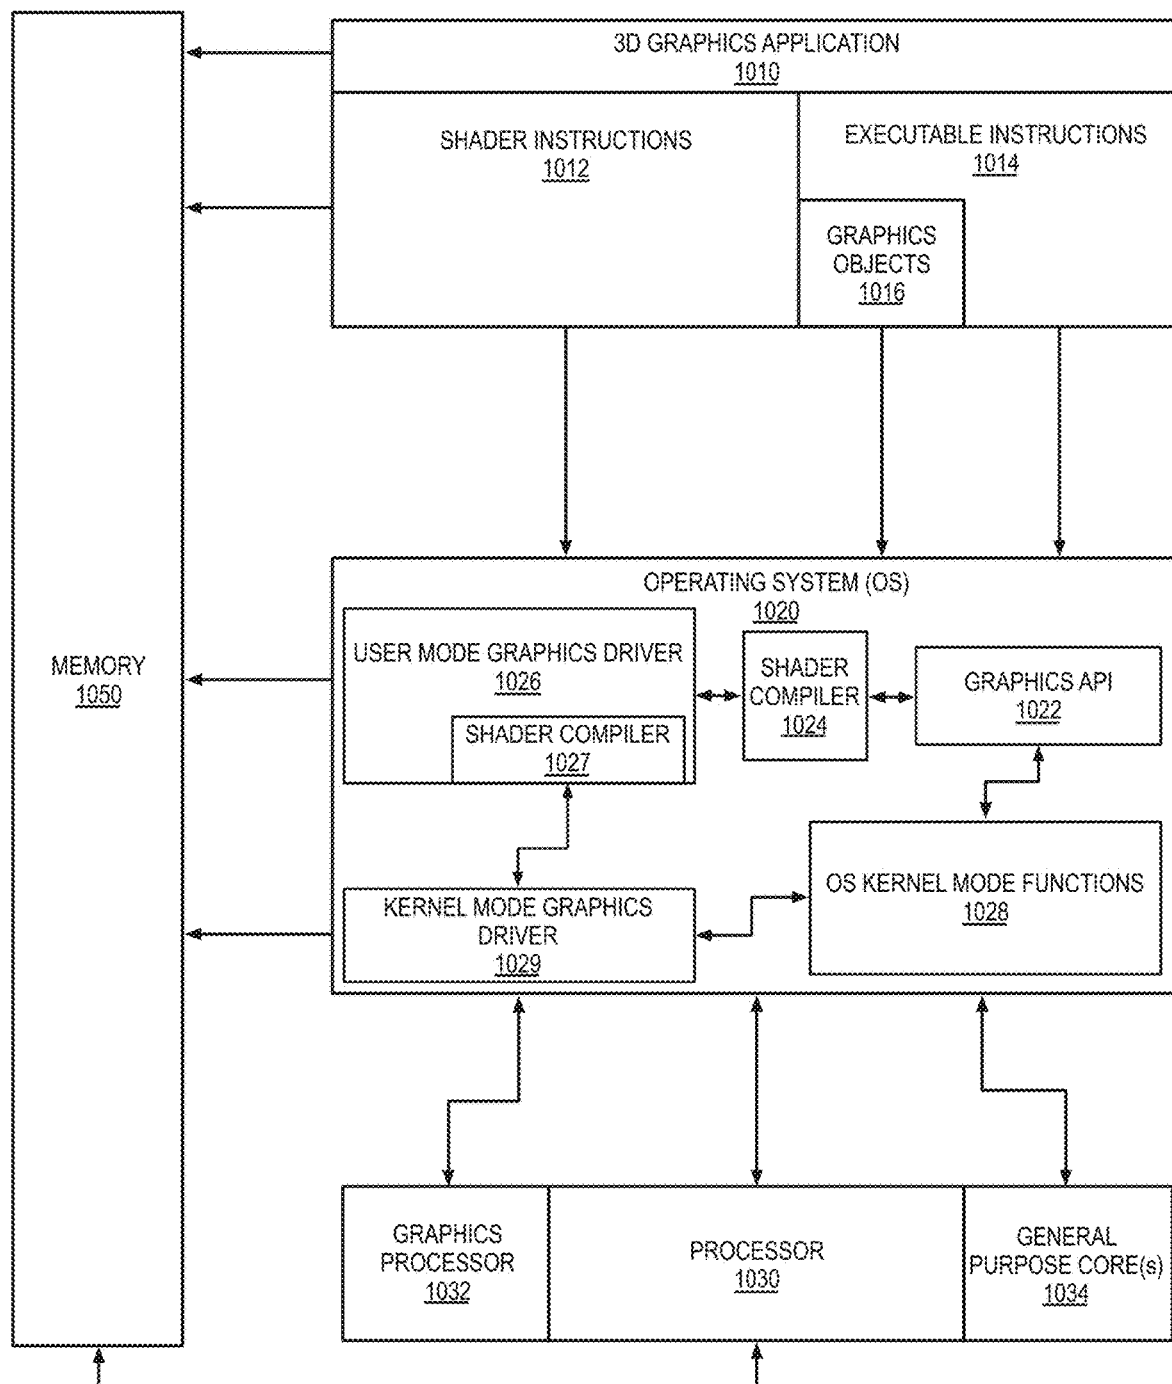 3D GRAPHICS APPLICATION
1010
SHADER INSTRUCTIONS
1012
EXECUTABLE INSTRUCTIONS
1014
GRAPHICS
OBJECTS
1016
OPERATING SYSTEM (OS)
1020
USER MODE GRAPHICS DRIVER
1026
SHADER COMPILER
1027
SHADER
COMPILER
1024
GRAPHICS API
1022
MEMORY
1050
KERNEL MODE GRAPHICS
DRIVER
1029
OS KERNEL MODE FUNCTIONS
1028
GRAPHICS
PROCESSOR
1032
PROCESSOR
1030
GENERAL
PURPOSE CORE(s)
1034